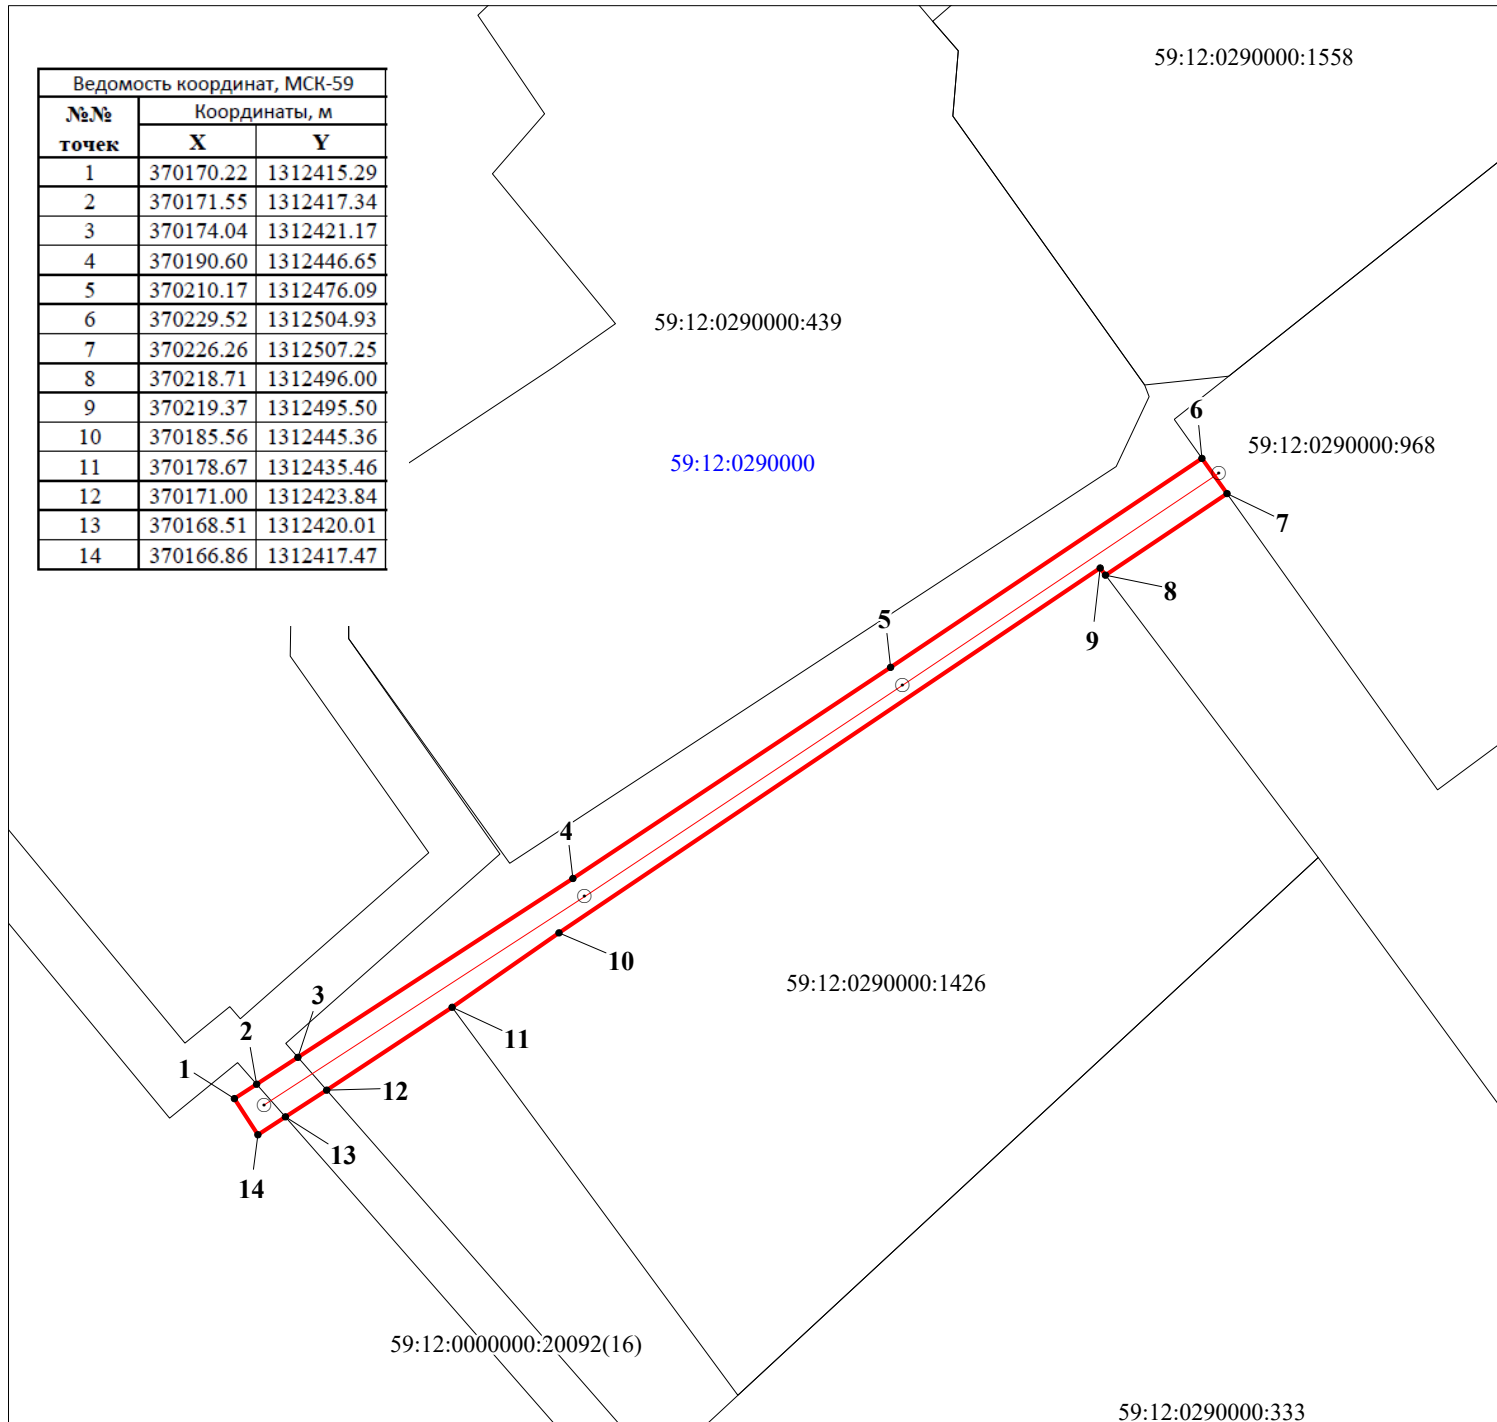 Ведомость координат, МСК-59
№№ точек Координаты, м
X Y
1 370170.22 1312415.29
2 370171.55 1312417.34
3 370174.04 1312421.17
4 370190.60 1312446.65
5 370210.17 1312476.09
6 370229.52 1312504.93
7 370226.26 1312507.25
8 370218.71 1312496.00
9 370219.37 1312495.50
10 370185.56 1312445.36
11 370178.67 1312435.46
12 370171.00 1312423.84
13 370168.51 1312420.01
14 370166.86 1312417.47
59:12:0290000:1558
59:12:0290000:439
6
59:12:0290000:968
59:12:0290000
7
8
5
9
4
10
59:12:0290000:1426
3
11
2
1
12
13
14
59:12:0000000:20092(16)
59:12:0290000:333